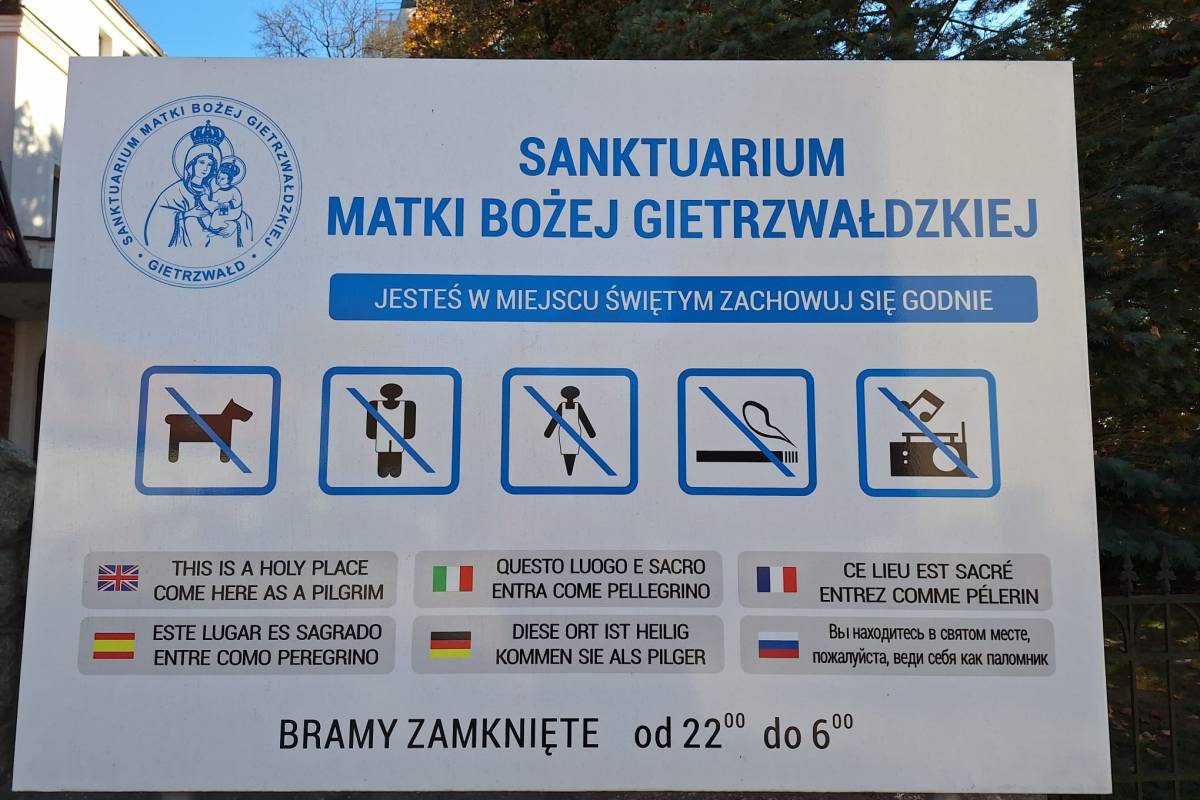 SANKTUARIUM MATKI BOŻEJ GIETRZWAŁDZKIEJ
• GIETRZWAŁD •
SANKTUARIUM
MATKI BOŻEJ GIETRZWAŁDZKIEJ
JESTEŚ W MIEJSCU ŚWIĘTYM ZACHOWUJ SIĘ GODNIE
THIS IS A HOLY PLACE
COME HERE AS A PILGRIM
QUESTO LUOGO E SACRO
ENTRA COME PELLEGRINO
CE LIEU EST SACRÉ
ENTREZ COMME PÉLERIN
ESTE LUGAR ES SAGRADO
ENTRE COMO PEREGRINO
DIESE ORT IST HEILIG
KOMMEN SIE ALS PILGER
Вы находитесь в святом месте,
пожалуйста, веди себя как паломник
BRAMY ZAMKNIĘTE od 22⁰⁰ do 6⁰⁰